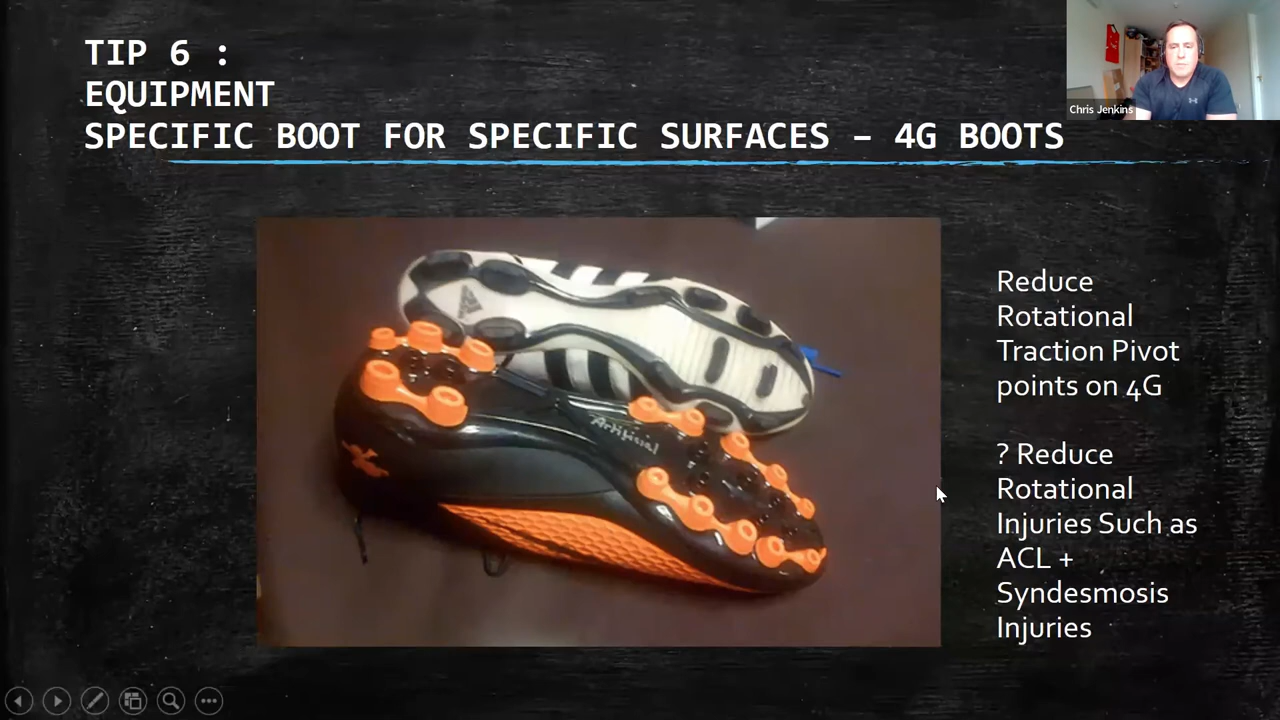 TIP 6 :
EQUIPMENT
SPECIFIC BOOT FOR SPECIFIC SURFACES – 4G BOOTS
Chris Jenkins
Artificial
Reduce
Rotational
Traction Pivot
points on 4G
? Reduce
Rotational
Injuries Such as
ACL +
Syndesmosis
Injuries